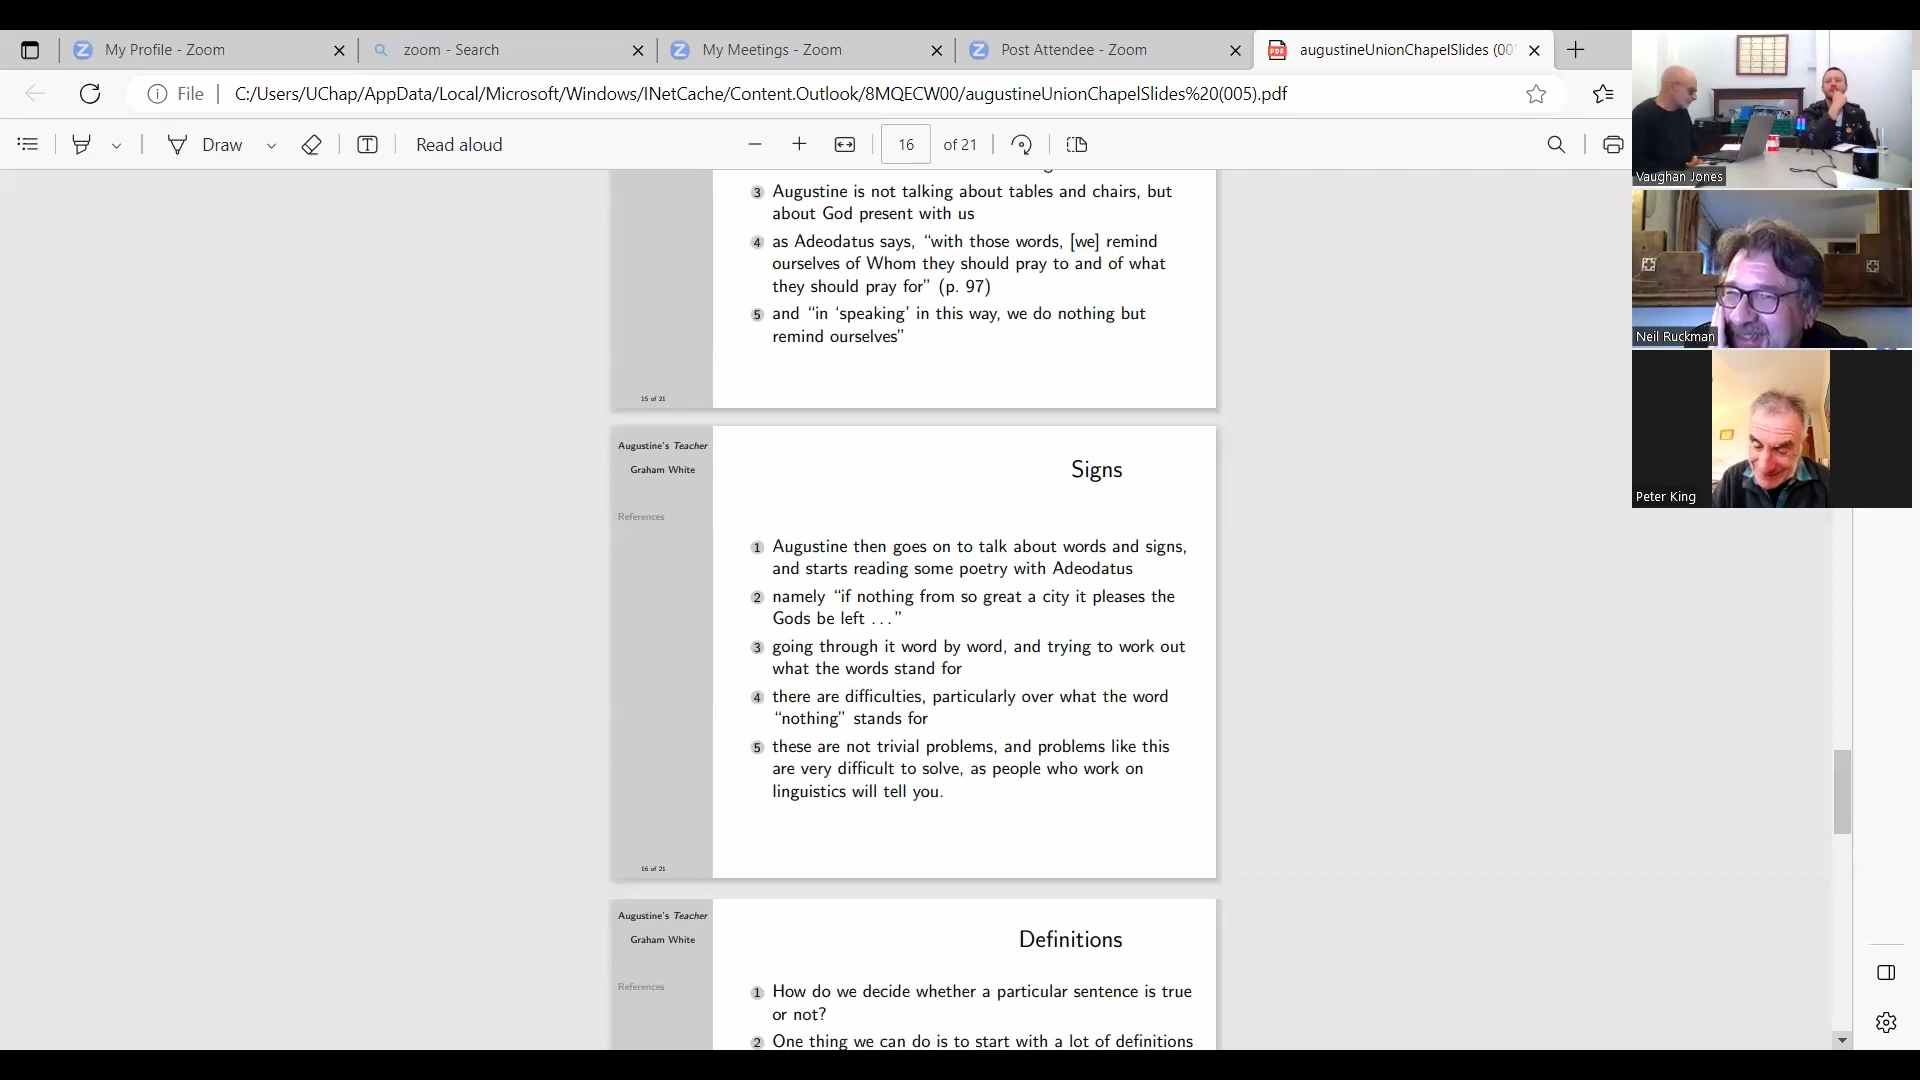 My Profile - Zoom
zoom - Search
My Meetings - Zoom
Post Attendee - Zoom
augustineUnionChapelSlides (00
File
C:/Users/UChap/AppData/Local/Microsoft/Windows/INetCache/Content.Outlook/8MQECW00/augustineUnionChapelSlides%20(005).pdf
Draw
Read aloud
16
of 21
Vaughan Jones
Neil Ruckman
Peter King
3 Augustine is not talking about tables and chairs, but
about God present with us
4 as Adeodatus says, “with those words, [we] remind
ourselves of Whom they should pray to and of what
they should pray for” (p. 97)
5 and “in ‘speaking’ in this way, we do nothing but
remind ourselves”
15 of 21
Augustine's Teacher
Graham White
References
Signs
1 Augustine then goes on to talk about words and signs,
and starts reading some poetry with Adeodatus
2 namely “if nothing from so great a city it pleases the
Gods be left ...”
3 going through it word by word, and trying to work out
what the words stand for
4 there are difficulties, particularly over what the word
“nothing” stands for
5 these are not trivial problems, and problems like this
are very difficult to solve, as people who work on
linguistics will tell you.
16 of 21
Augustine's Teacher
Graham White
References
Definitions
1 How do we decide whether a particular sentence is true
or not?
2 One thing we can do is to start with a lot of definitions